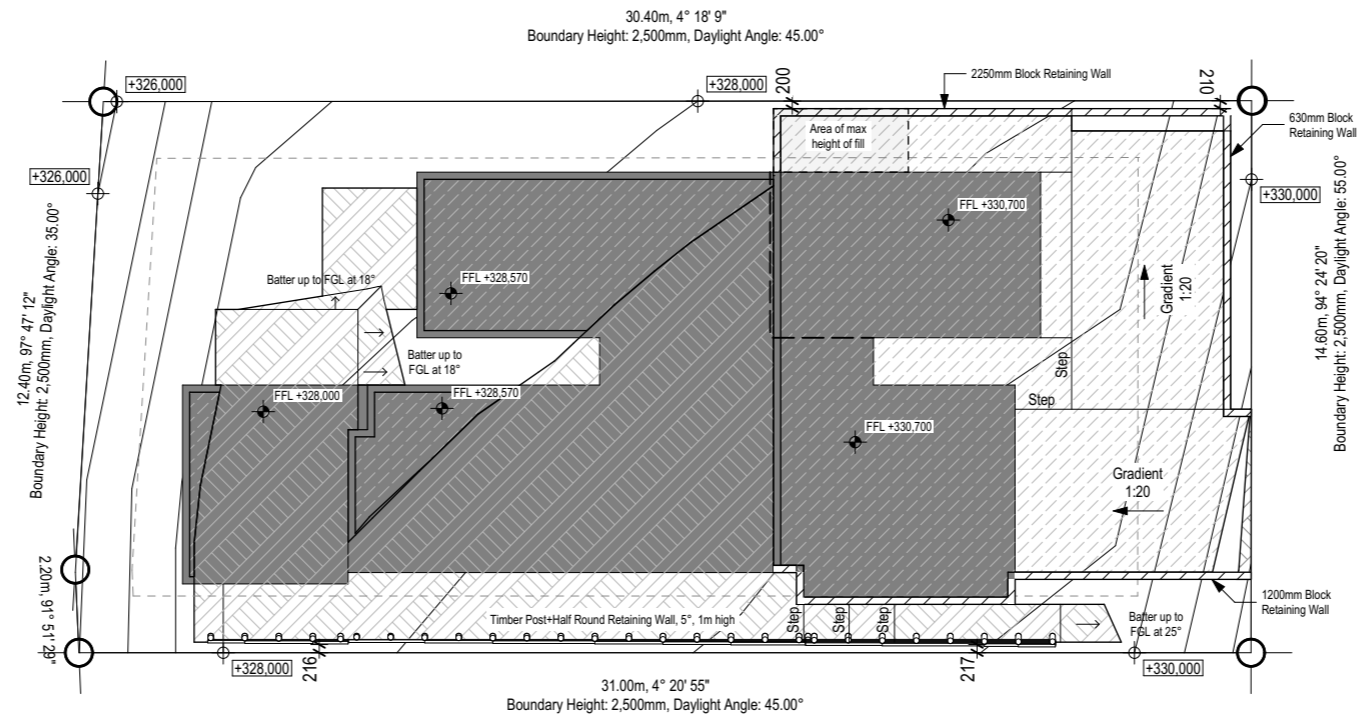 30.40m, 4° 18' 9"
Boundary Height: 2,500mm, Daylight Angle: 45.00°
+326,000
+328,000
200
2250mm Block Retaining Wall
210
630mm Block
Retaining Wall
Area of max
height of fill
+326,000
+330,000
FFL +330,700
12.40m, 97° 47' 12"
Boundary Height: 2,500mm, Daylight Angle: 35.00°
14.60m, 94° 24' 20"
Boundary Height: 2,500mm, Daylight Angle: 55.00°
Batter up to FGL at 18°
FFL +328,570
Gradient
1:20
Batter up to
FGL at 18°
Step
FFL +328,000
FFL +328,570
Step
FFL +330,700
Gradient
1:20
2.20m, 91° 51' 29"
1200mm Block
Retaining Wall
Timber Post+Half Round Retaining Wall, 5°, 1m high
Step
Step
Step
Batter up to
FGL at 25°
+328,000
216
217
+330,000
31.00m, 4° 20' 55"
Boundary Height: 2,500mm, Daylight Angle: 45.00°